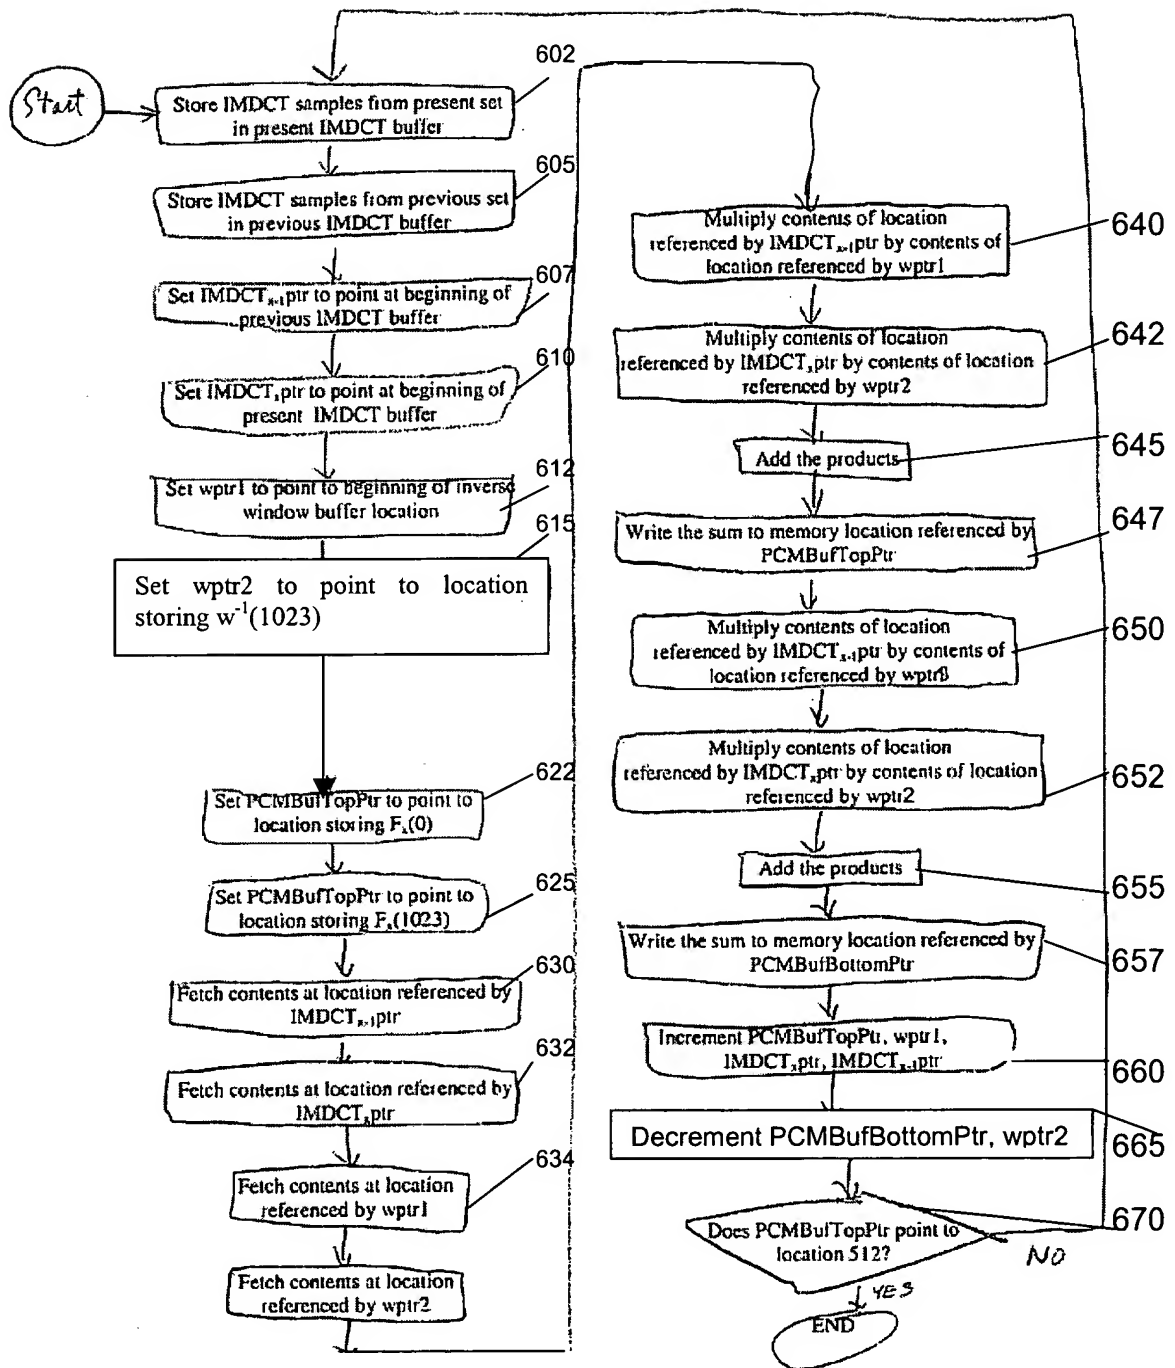 Start
602
Store IMDCT samples from present set
in present IMDCT buffer
605
Store IMDCT samples from previous set
in previous IMDCT buffer
607
Set IMDCTₓ₋₁ptr to point at beginning of
previous IMDCT buffer
610
Set IMDCTₓptr to point at beginning of
present IMDCT buffer
612
Set wptr1 to point to beginning of inverse
window buffer location
615
Set wptr2 to point to location
storing w⁻¹(1023)
622
Set PCMBufTopPtr to point to
location storing Fₓ(0)
625
Set PCMBufTopPtr to point to
location storing Fₓ(1023)
630
Fetch contents at location referenced by
IMDCTₓ₋₁ptr
632
Fetch contents at location referenced by
IMDCTₓptr
634
Fetch contents at location
referenced by wptr1
Fetch contents at location
referenced by wptr2
Multiply contents of location
referenced by IMDCTₓ₋₁ptr by contents of
location referenced by wptr1
640
Multiply contents of location
referenced by IMDCTₓptr by contents of location
referenced by wptr2
642
Add the products
645
Write the sum to memory location referenced by
PCMBufTopPtr
647
Multiply contents of location
referenced by IMDCTₓ₋₁ptr by contents of
location referenced by
650
Multiply contents of location
referenced by IMDCTₓptr by contents of location
referenced by wptr2
652
Add the products
655
Write the sum to memory location referenced by
PCMBufBottomPtr
657
Increment PCMBufTopPtr, wptr1,
IMDCTₓptr, IMDCTₓ₋₁ptr
660
Decrement PCMBufBottomPtr, wptr2
665
Does PCMBufTopPtr point to
location 512?
670
NO
YES
END